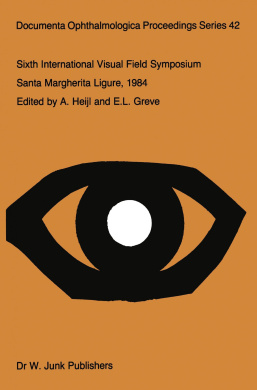 Documenta Ophthalmologica Proceedings Series 42
Sixth International Visual Field Symposium
Santa Margherita Ligure, 1984
Edited by A. Heijl and E.L. Greve
Dr W. Junk Publishers